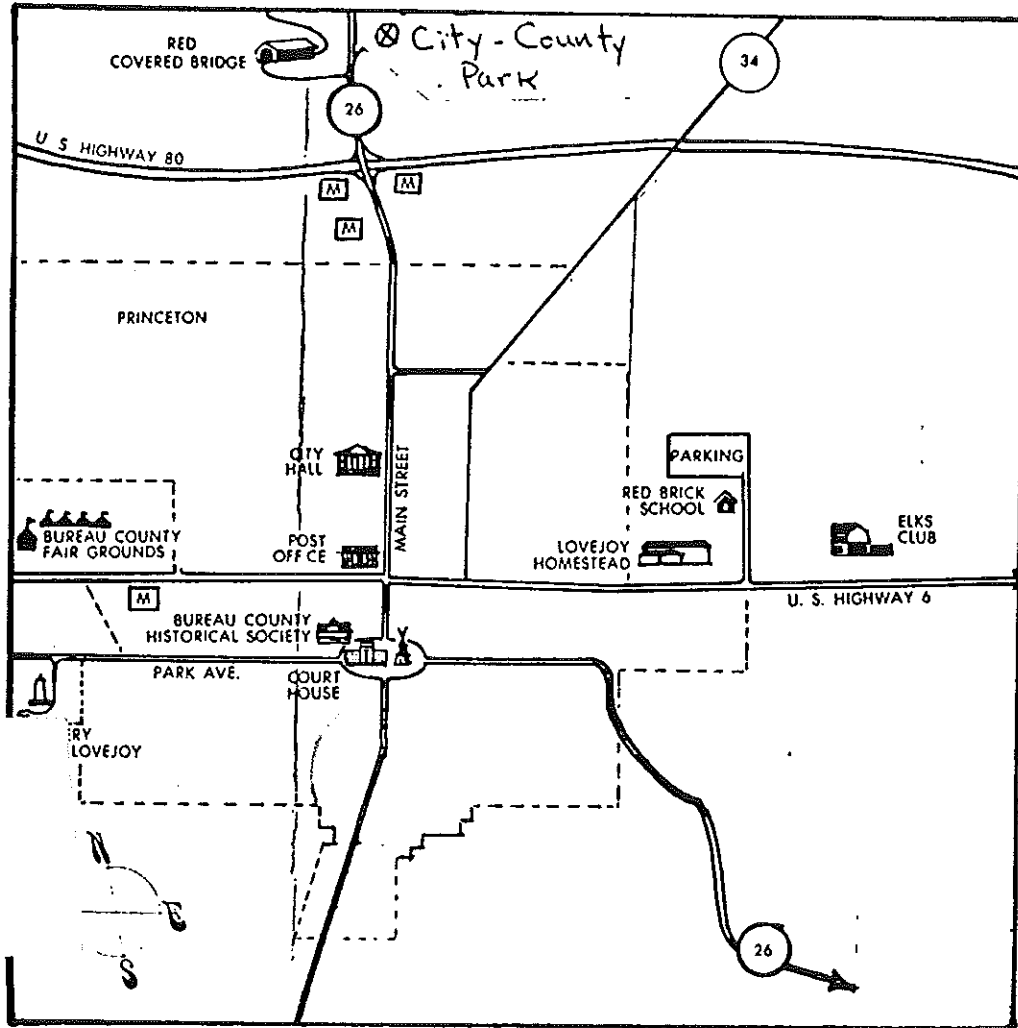 RED
COVERED BRIDGE
⊗ City-County
Park
34
26
U S HIGHWAY 80
M
M
M
PRINCETON
CITY
HALL
MAIN STREET
PARKING
RED BRICK
SCHOOL
ELKS
CLUB
BUREAU COUNTY
FAIR GROUNDS
POST
OFFICE
LOVEJOY
HOMESTEAD
M
U. S. HIGHWAY 6
BUREAU COUNTY
HISTORICAL SOCIETY
PARK AVE.
COURT
HOUSE
RY
LOVEJOY
N
E
S
26